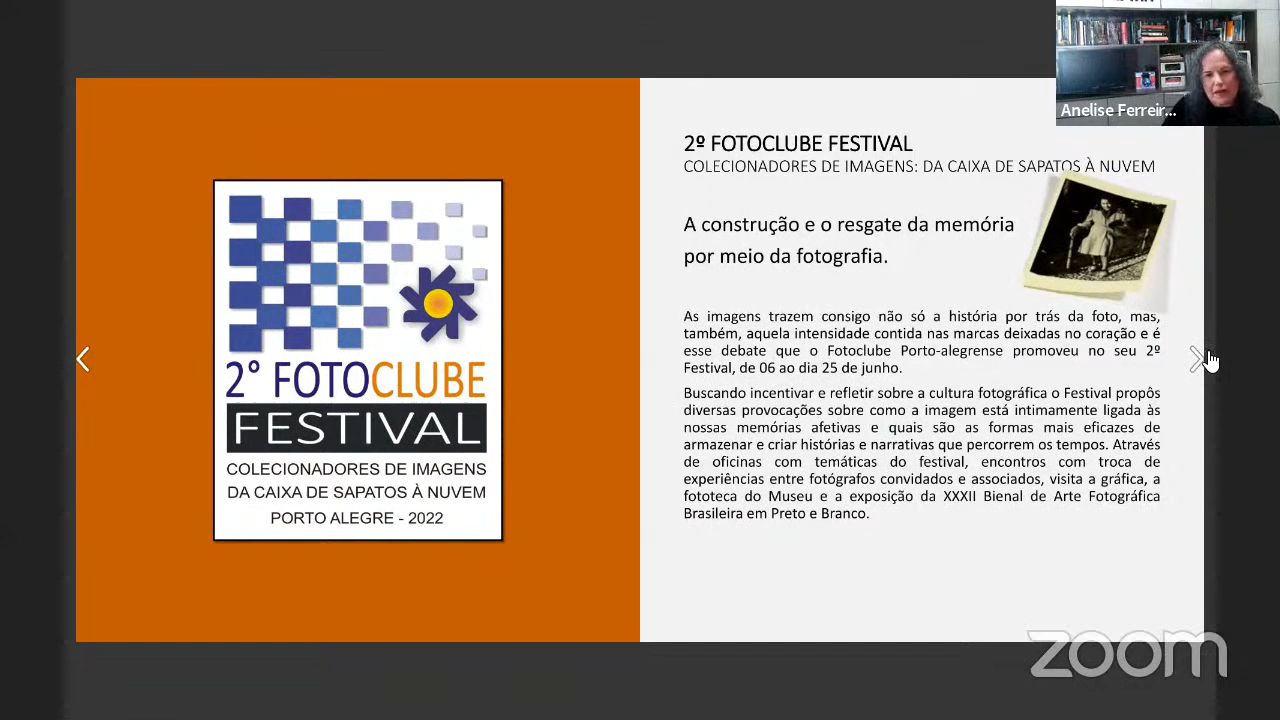 Anelise Ferreir...
2º FOTOCLUBE FESTIVAL
COLECIONADORES DE IMAGENS: DA CAIXA DE SAPATOS À NUVEM
A construção e o resgate da memória
por meio da fotografia.
As imagens trazem consigo não só a história por trás da foto, mas,
também, aquela intensidade contida nas marcas deixadas no coração e é
esse debate que o Fotoclube Porto-alegrense promoveu no seu 2º
Festival, de 06 ao dia 25 de junho.
Buscando incentivar e refletir sobre a cultura fotográfica o Festival propôs
diversas provocações sobre como a imagem está intimamente ligada às
nossas memórias afetivas e quais são as formas mais eficazes de
armazenar e criar histórias e narrativas que percorrem os tempos. Através
de oficinas com temáticas do festival, encontros com troca de
experiências entre fotógrafos convidados e associados, visita a gráfica, a
fototeca do Museu e a exposição da XXXII Bienal de Arte Fotográfica
Brasileira em Preto e Branco.
2° FOTOCLUBE
FESTIVAL
COLECIONADORES DE IMAGENS
DA CAIXA DE SAPATOS À NUVEM
PORTO ALEGRE - 2022
zoom